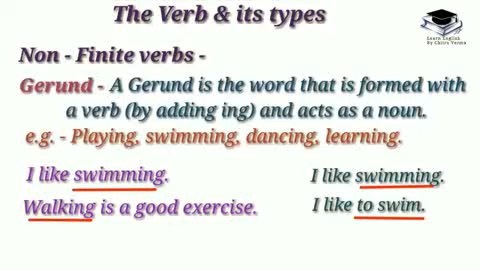 The Verb & its types
Learn English
By Chitra Verma
Non - Finite verbs -
Gerund - A Gerund is the word that is formed with
a verb (by adding ing) and acts as a noun.
e.g. - Playing, swimming, dancing, learning.
I like swimming.
Walking is a good exercise.
I like swimming.
I like to swim.